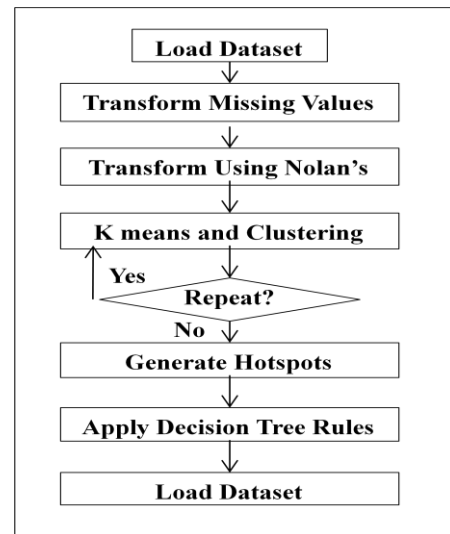 Load Dataset
Transform Missing Values
Transform Using Nolan's
K means and Clustering
Yes
Repeat?
No
Generate Hotspots
Apply Decision Tree Rules
Load Dataset